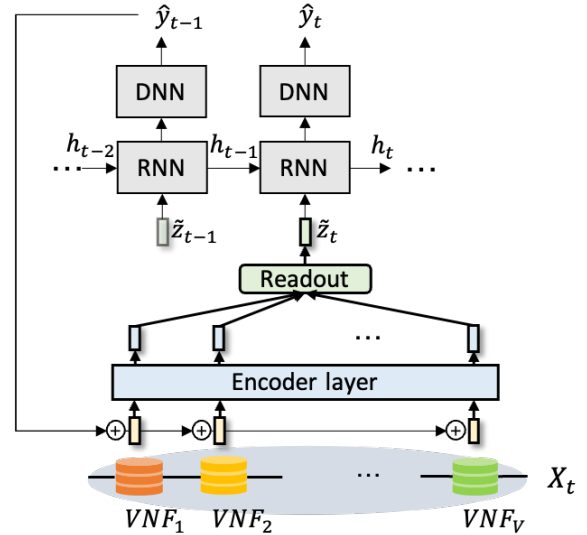 ŷ_{t−1} ŷ_t
DNN DNN
... h_{t−2} RNN h_{t−1} RNN h_t ...
z̃_{t−1} z̃_t
Readout
...
Encoder layer
+ + +
... X_t
VNF_1 VNF_2 VNF_V